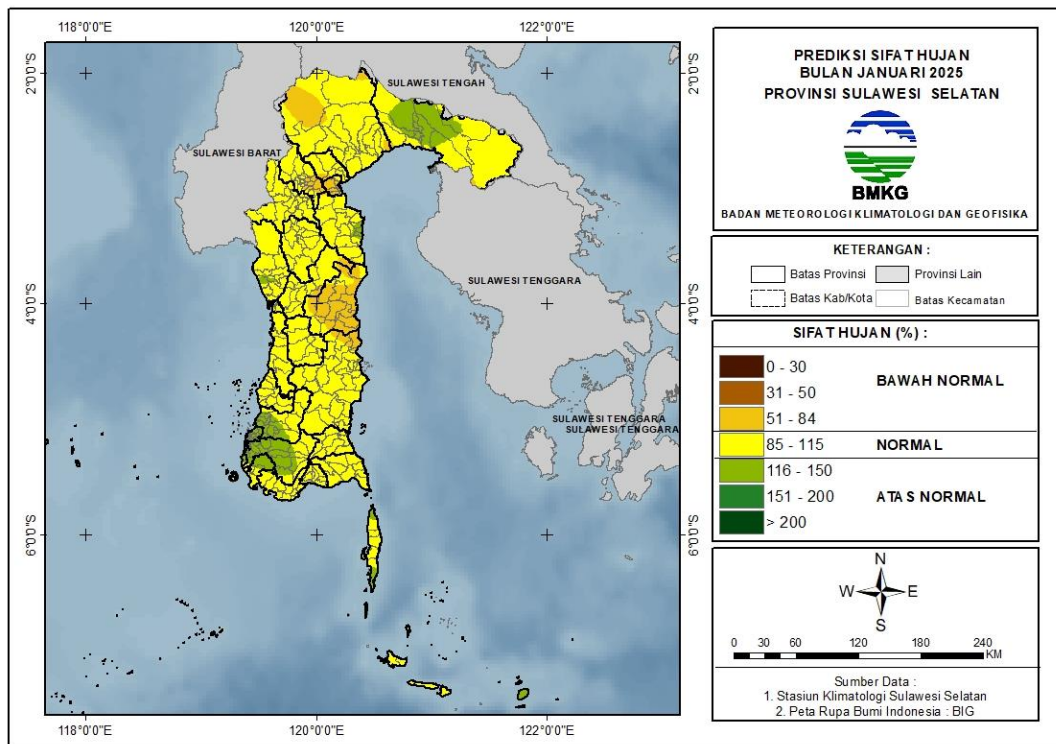 118°0'0"E
120°0'0"E
122°0'0"E
2°0'0"S
4°0'0"S
6°0'0"S
SULAWESI TENGAH
SULAWESI BARAT
SULAWESI TENGGARA
SULAWESI TENGGARA
SULAWESI TENGGARA
2°0'0"S
4°0'0"S
6°0'0"S
118°0'0"E
120°0'0"E
122°0'0"E
PREDIKSI SIFAT HUJAN
BULAN JANUARI 2025
PROVINSI SULAWESI SELATAN
BMKG
BADAN METEOROLOGI KLIMATOLOGI DAN GEOFISIKA
KETERANGAN :
Batas Provinsi
Provinsi Lain
Batas Kab/Kota
Batas Kecamatan
SIFAT HUJAN (%) :
0 - 30
31 - 50
BAWAH NORMAL
51 - 84
85 - 115
NORMAL
116 - 150
151 - 200
ATAS NORMAL
> 200
N
W
E
S
0 30 60 120 180 240
KM
Sumber Data :
1. Stasiun Klimatologi Sulawesi Selatan
2. Peta Rupa Bumi Indonesia : BIG